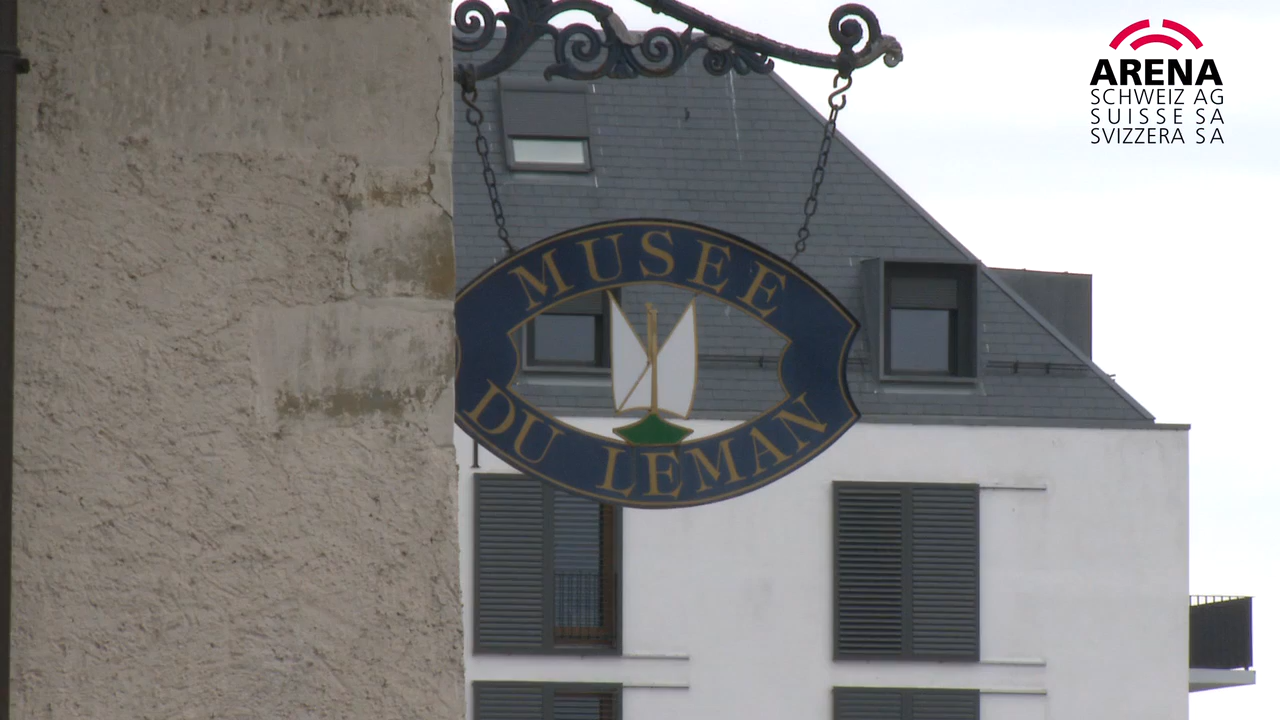 ARENA
SCHWEIZ AG
SUISSE SA
SVIZZERA SA
MUSEE
DU LEMAN